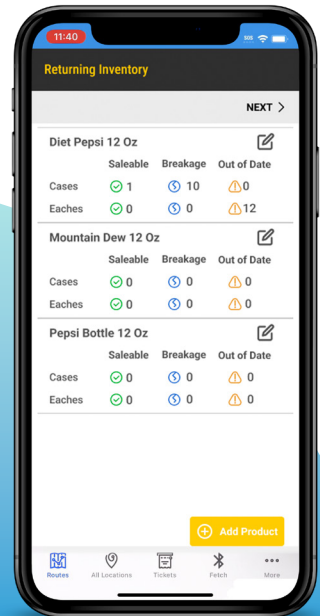 11:40
SOS
Returning Inventory
NEXT >
Diet Pepsi 12 Oz
Saleable Breakage Out of Date
Cases 1 10 0
Eaches 0 0 12
Mountain Dew 12 Oz
Saleable Breakage Out of Date
Cases 0 0 0
Eaches 0 0 0
Pepsi Bottle 12 Oz
Saleable Breakage Out of Date
Cases 0 0 0
Eaches 0 0 0
Add Product
Routes All Locations Tickets Fetch More